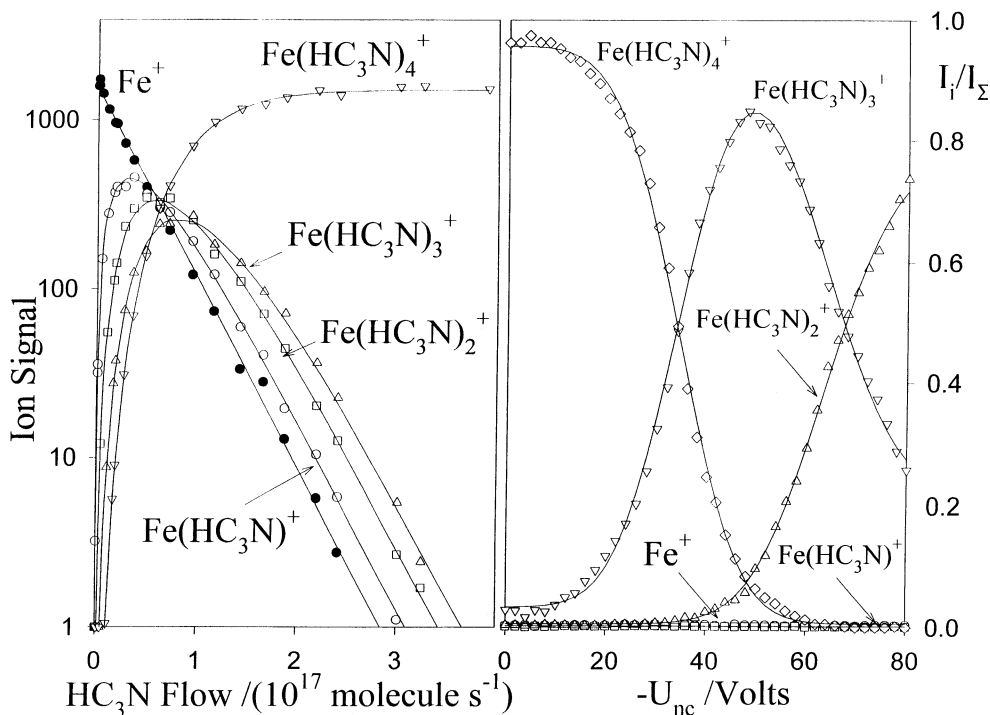 Fe(HC₃N)₄⁺
Fe⁺
1000
100
10
1
Ion Signal
Fe(HC₃N)₃⁺
Fe(HC₃N)₂⁺
Fe(HC₃N)⁺
0
1
2
3
HC₃N Flow /(10¹⁷ molecule s⁻¹)
Fe(HC₃N)₄⁺
Fe(HC₃N)₃⁺
Fe(HC₃N)₂⁺
Fe⁺
Fe(HC₃N)⁺
1.0
Iᵢ/I_Σ
0.8
0.6
0.4
0.2
0.0
0
20
40
60
80
-Uₙc /Volts